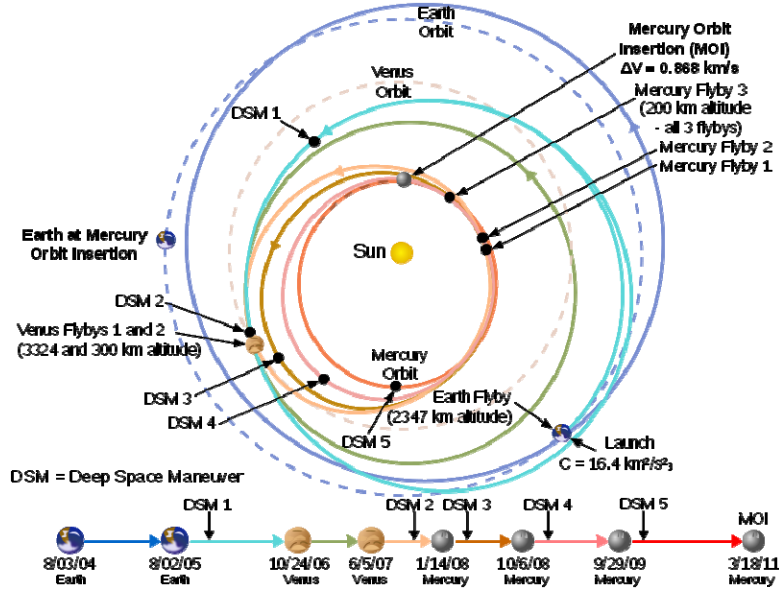 Earth
Orbit
Mercury Orbit
Insertion (MOI)
ΔV = 0.868 km/s
Venus
Orbit
DSM 1
Mercury Flyby 3
(200 km altitude
- all 3 flybys)
Mercury Flyby 2
Mercury Flyby 1
Earth at Mercury
Orbit Insertion
Sun
DSM 2
Venus Flybys 1 and 2
(3324 and 300 km altitude)
Mercury
Orbit
DSM 3
DSM 4
DSM 5
Earth Flyby
(2347 km altitude)
Launch
C = 16.4 km²/s²₃
DSM = Deep Space Maneuver
DSM 1
DSM 2
DSM 3
DSM 4
DSM 5
MOI
8/03/04
Earth
8/02/05
Earth
10/24/06
Venus
6/5/07
Venus
1/14/08
Mercury
10/6/08
Mercury
9/29/09
Mercury
3/18/11
Mercury